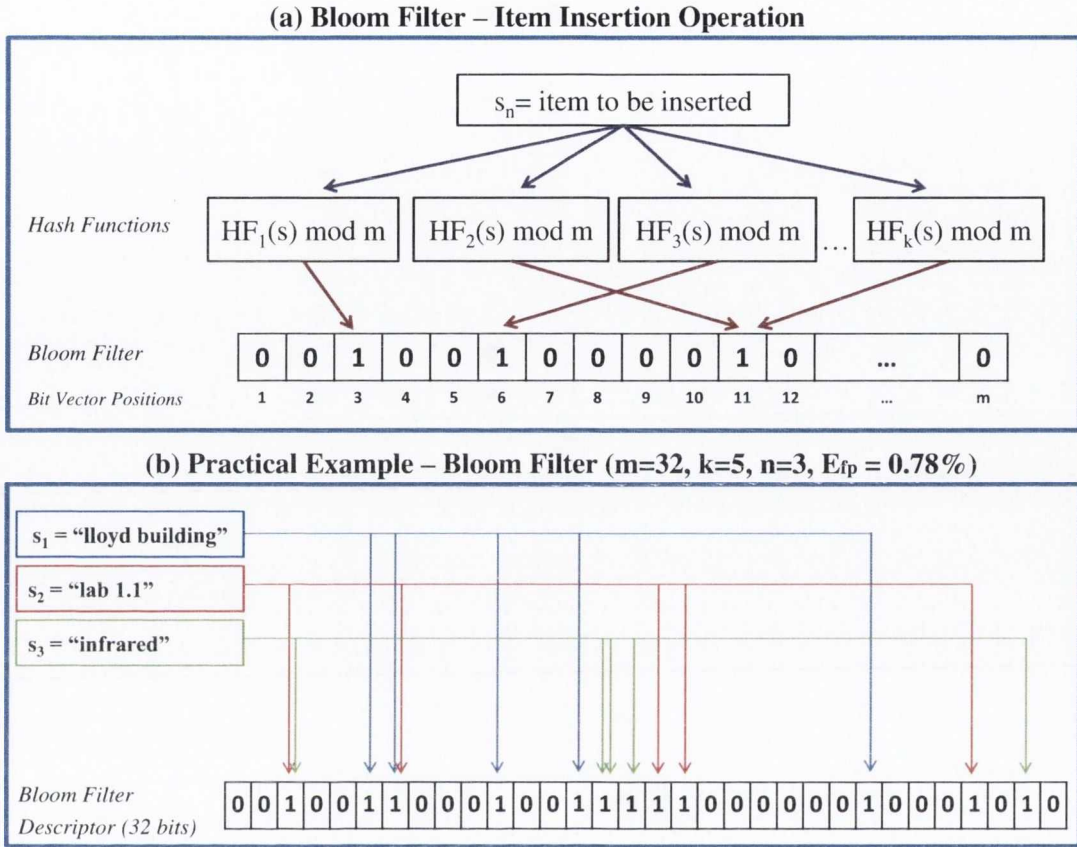 (a) Bloom Filter – Item Insertion Operation
sₙ= item to be inserted
Hash Functions
HF₁(s) mod m HF₂(s) mod m HF₃(s) mod m ... HFₖ(s) mod m
Bloom Filter 0 0 1 0 0 1 0 0 0 0 1 0 ... 0
Bit Vector Positions 1 2 3 4 5 6 7 8 9 10 11 12 ... m
(b) Practical Example – Bloom Filter (m=32, k=5, n=3, Efp = 0.78%)
s₁ = “lloyd building”
s₂ = “lab 1.1”
s₃ = “infrared”
Bloom Filter
Descriptor (32 bits)
0 0 1 0 0 1 1 0 0 0 1 0 0 1 1 1 1 1 0 0 0 0 0 0 1 0 0 0 1 0 1 0